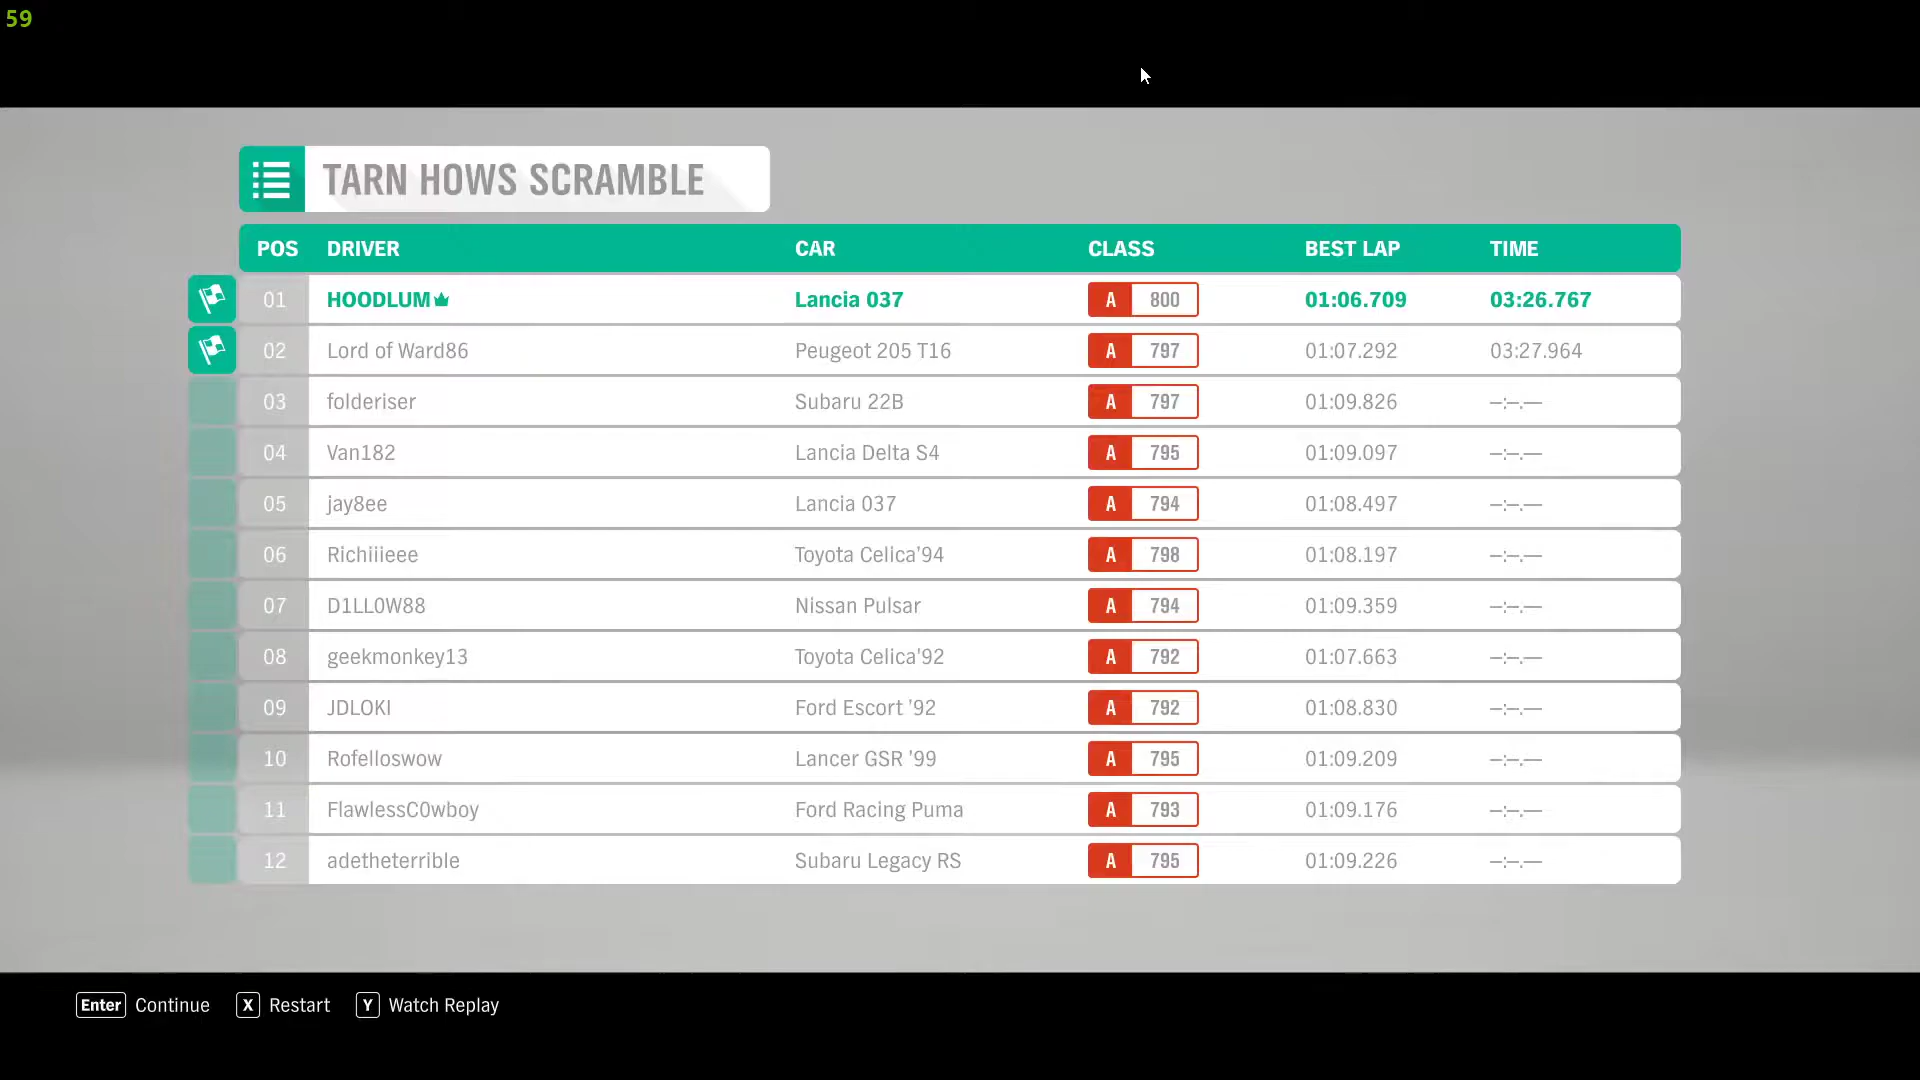 59
TARN HOWS SCRAMBLE
POS DRIVER CAR CLASS BEST LAP TIME
01 HOODLUM Lancia 037 A 800 01:06.709 03:26.767
02 Lord of Ward86 Peugeot 205 T16 A 797 01:07.292 03:27.964
03 folderiser Subaru 22B A 797 01:09.826 –:–.––
04 Van182 Lancia Delta S4 A 795 01:09.097 –:–.––
05 jay8ee Lancia 037 A 794 01:08.497 –:–.––
06 Richiiieee Toyota Celica'94 A 798 01:08.197 –:–.––
07 D1LL0W88 Nissan Pulsar A 794 01:09.359 –:–.––
08 geekmonkey13 Toyota Celica'92 A 792 01:07.663 –:–.––
09 JDLOKI Ford Escort '92 A 792 01:08.830 –:–.––
10 Rofelloswow Lancer GSR '99 A 795 01:09.209 –:–.––
11 FlawlessC0wboy Ford Racing Puma A 793 01:09.176 –:–.––
12 adetheterrible Subaru Legacy RS A 795 01:09.226 –:–.––
Enter Continue X Restart Y Watch Replay